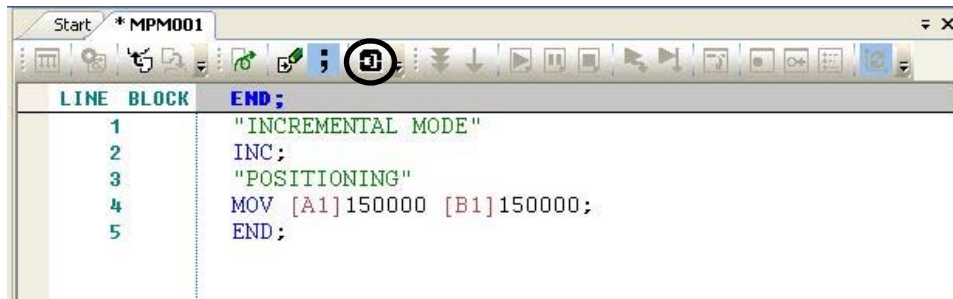 Start * MPM001
LINE BLOCK END;
1 "INCREMENTAL MODE"
2 INC;
3 "POSITIONING"
4 MOV [A1]150000 [B1]150000;
5 END;